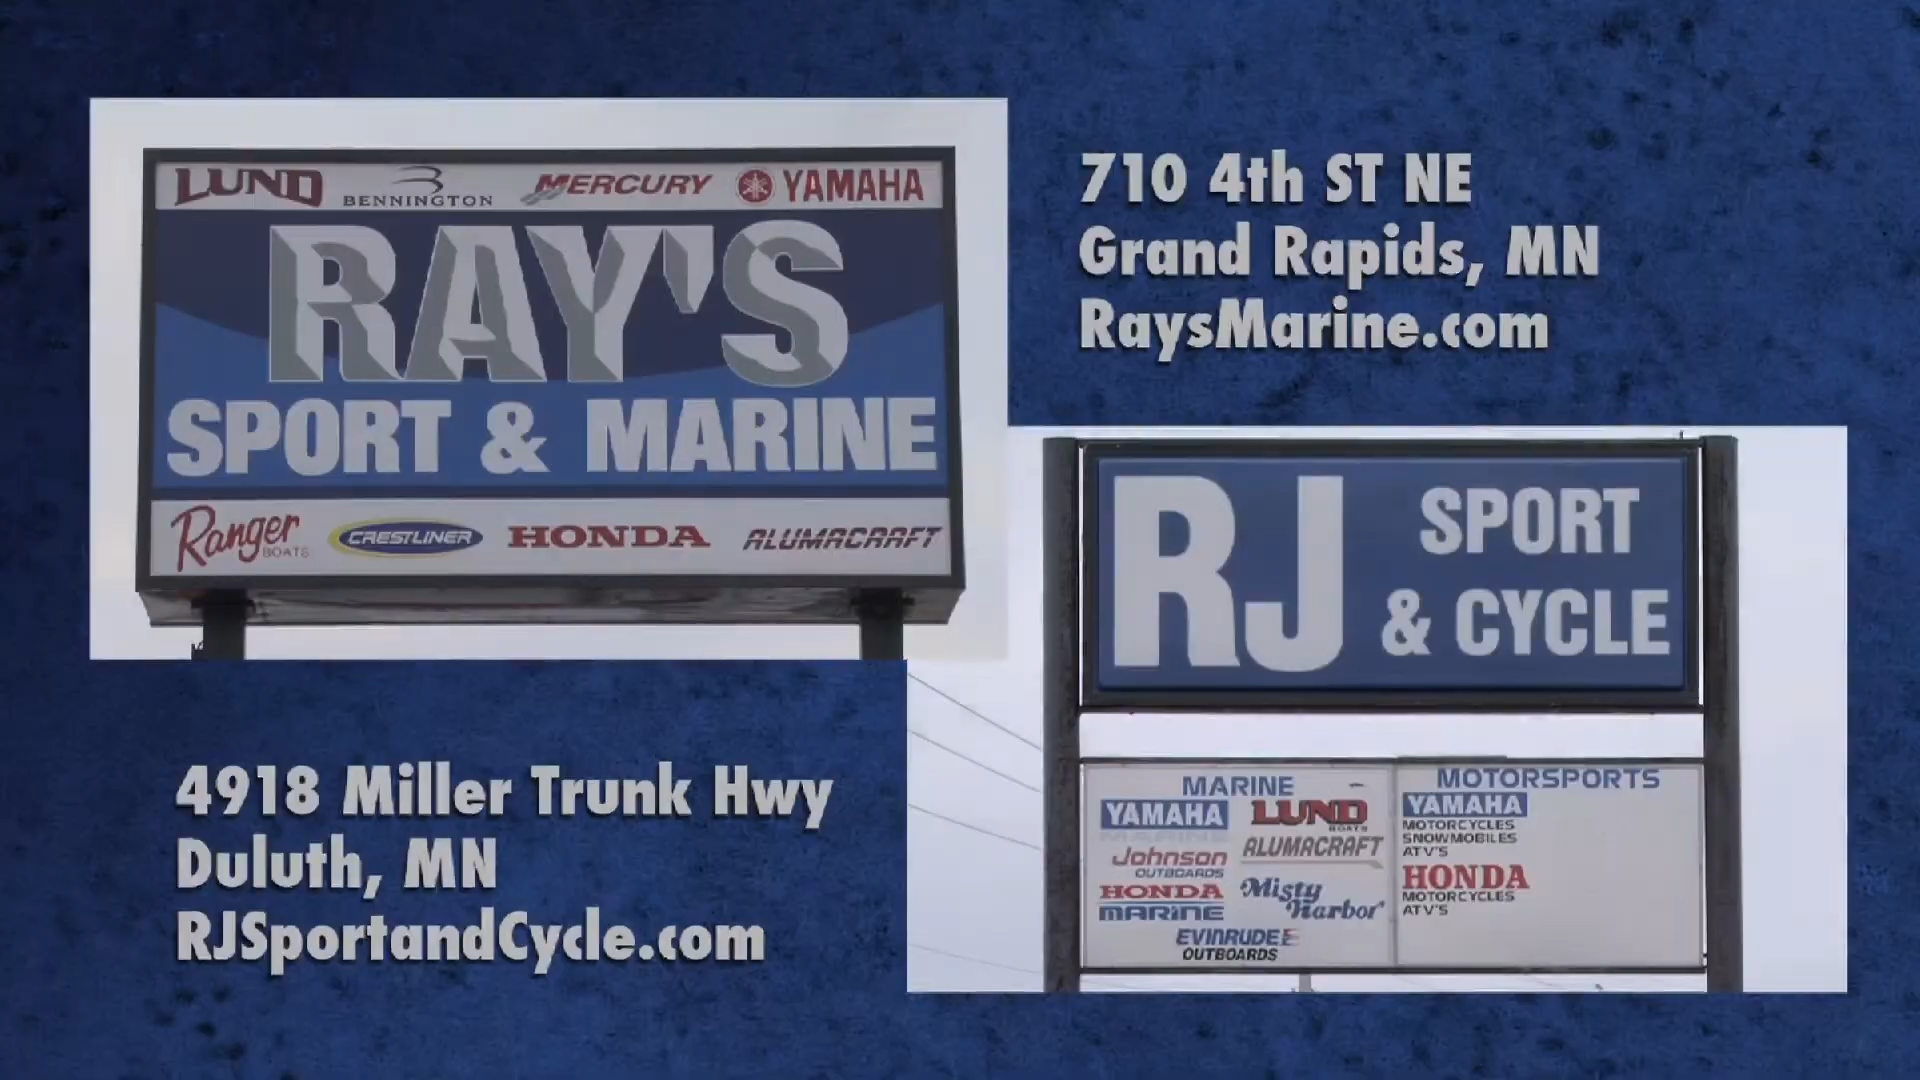 LUND BENNINGTON MERCURY YAMAHA
RAY'S
SPORT & MARINE
Ranger BOATS CRESTLINER HONDA ALUMACRAFT
710 4th ST NE
Grand Rapids, MN
RaysMarine.com
4918 Miller Trunk Hwy
Duluth, MN
RJSportandCycle.com
RJ SPORT
& CYCLE
MARINE
YAMAHA
LUND
BOATS
ALUMACRAFT
Johnson
OUTBOARDS
HONDA
MARINE
Misty
Harbor
EVINRUDE
OUTBOARDS
MOTORSPORTS
YAMAHA
MOTORCYCLES
SNOWMOBILES
ATV'S
HONDA
MOTORCYCLES
ATV'S